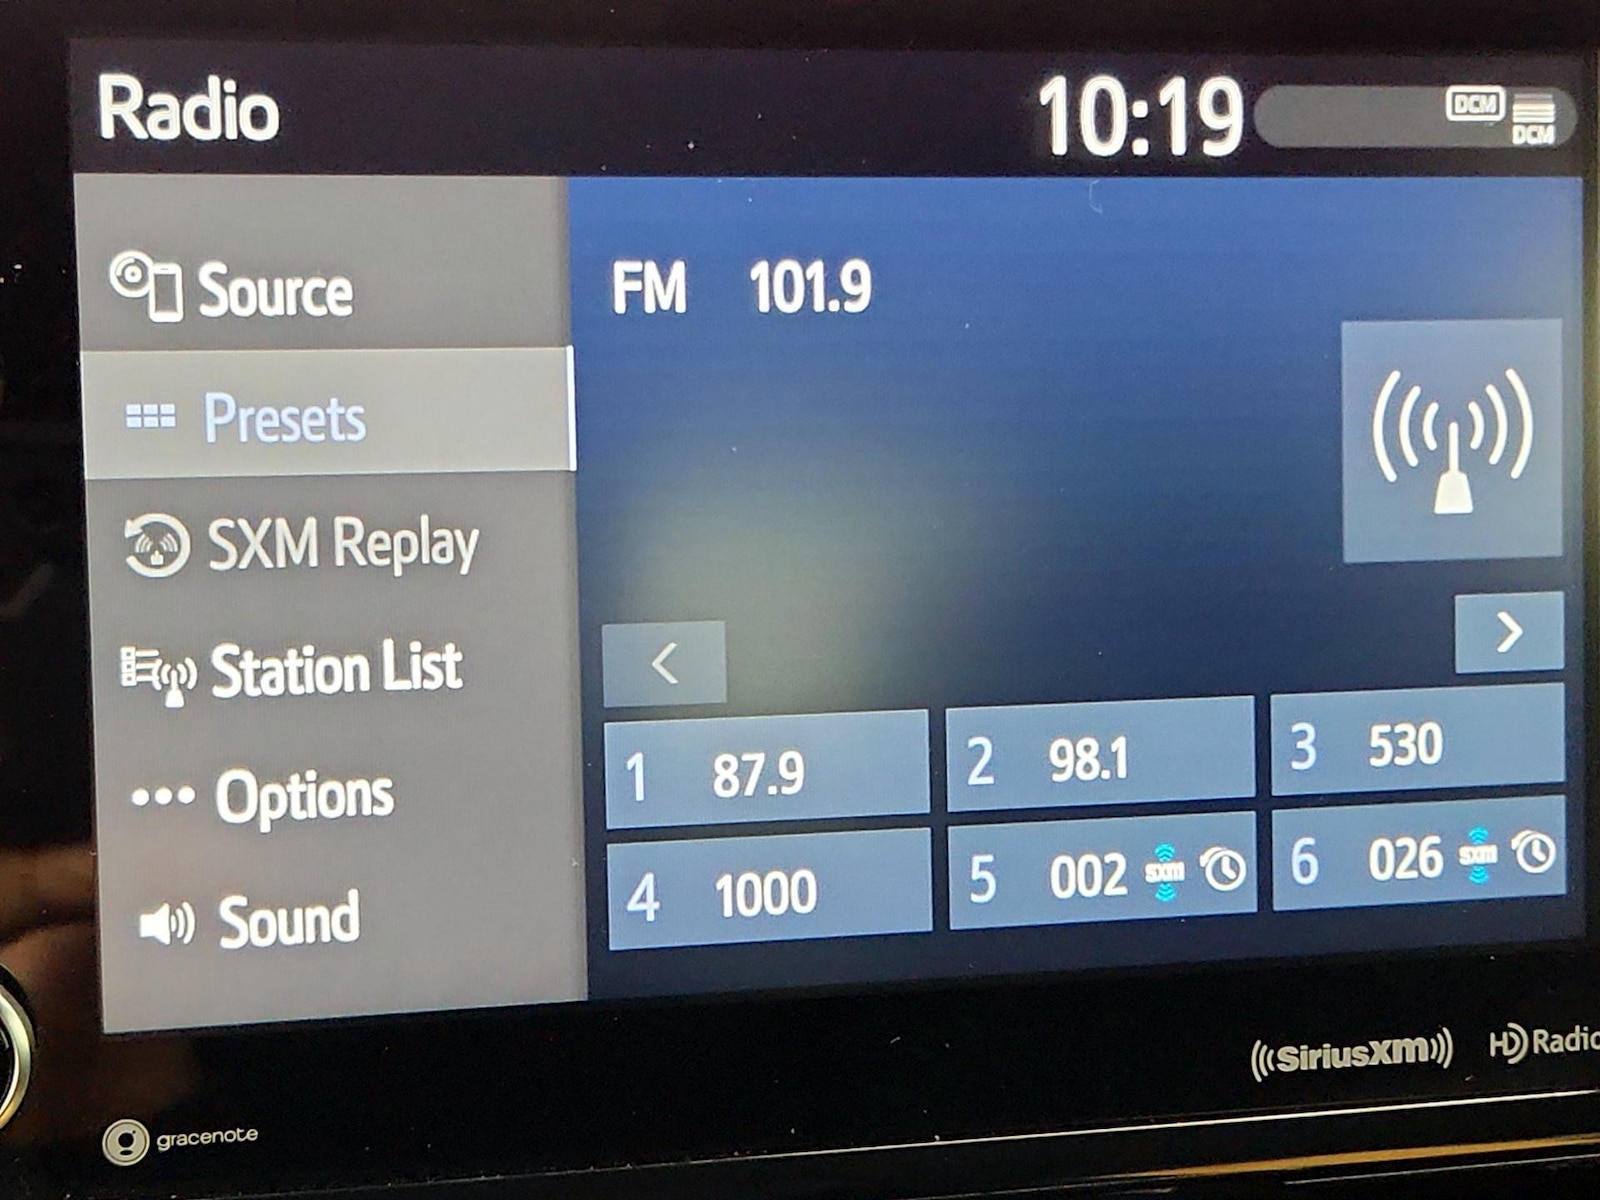 Radio
10:19
DCM
DCM
Source
Presets
SXM Replay
Station List
Options
Sound
FM 101.9
<
>
1 87.9
2 98.1
3 530
4 1000
5 002 sxm
6 026 sxm
((SiriusXM))
HD Radio
gracenote